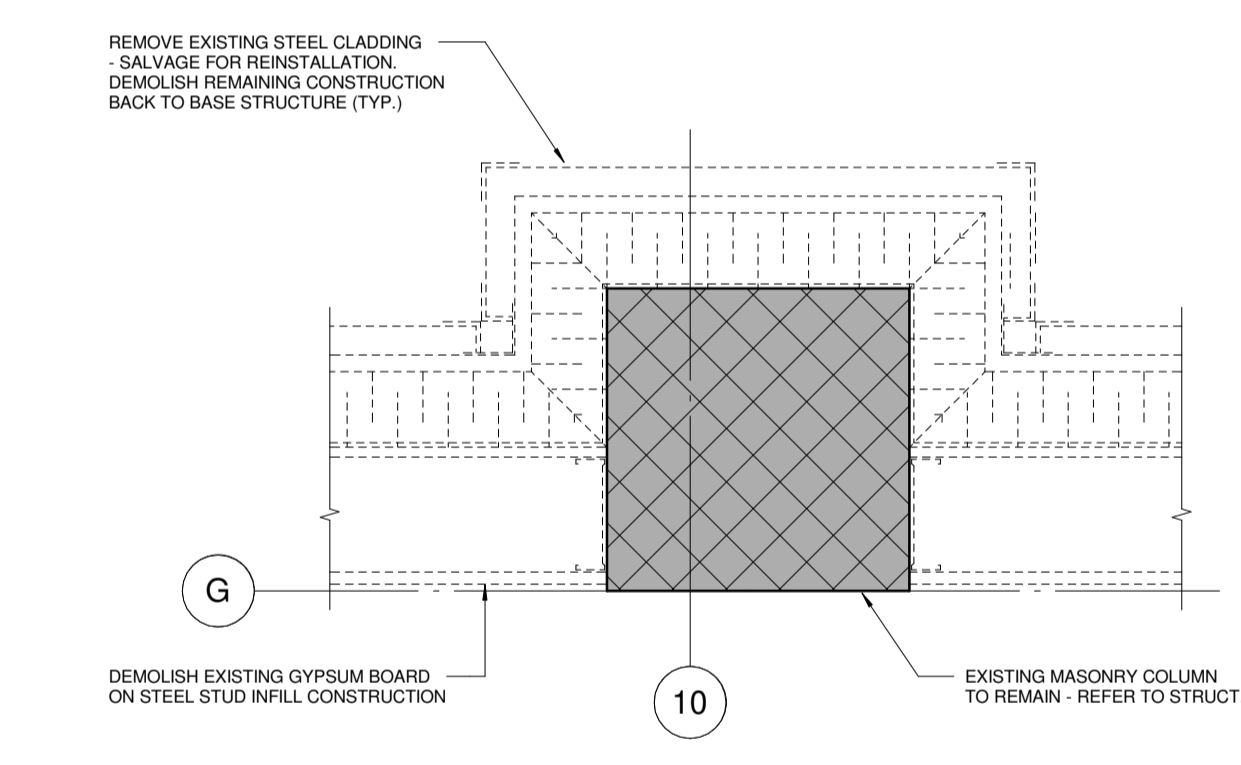 REMOVE EXISTING STEEL CLADDING
- SALVAGE FOR REINSTALLATION.
DEMOLISH REMAINING CONSTRUCTION
BACK TO BASE STRUCTURE (TYP.)
G
DEMOLISH EXISTING GYPSUM BOARD
ON STEEL STUD INFILL CONSTRUCTION
10
EXISTING MASONRY COLUMN
TO REMAIN - REFER TO STRUCT